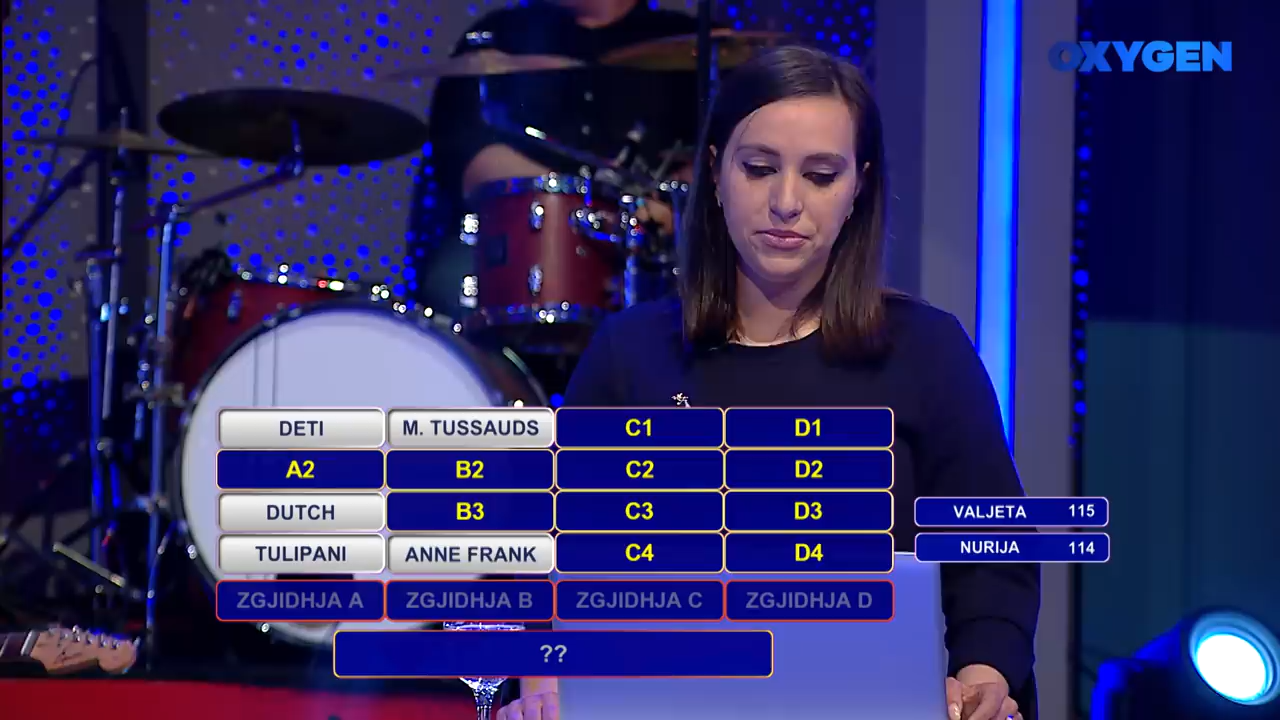 OXYGEN
DETI M. TUSSAUDS C1 D1
A2 B2 C2 D2
DUTCH B3 C3 D3
TULIPANI ANNE FRANK C4 D4
ZGJIDHJA A ZGJIDHJA B ZGJIDHJA C ZGJIDHJA D
??
VALJETA 115
NURIJA 114